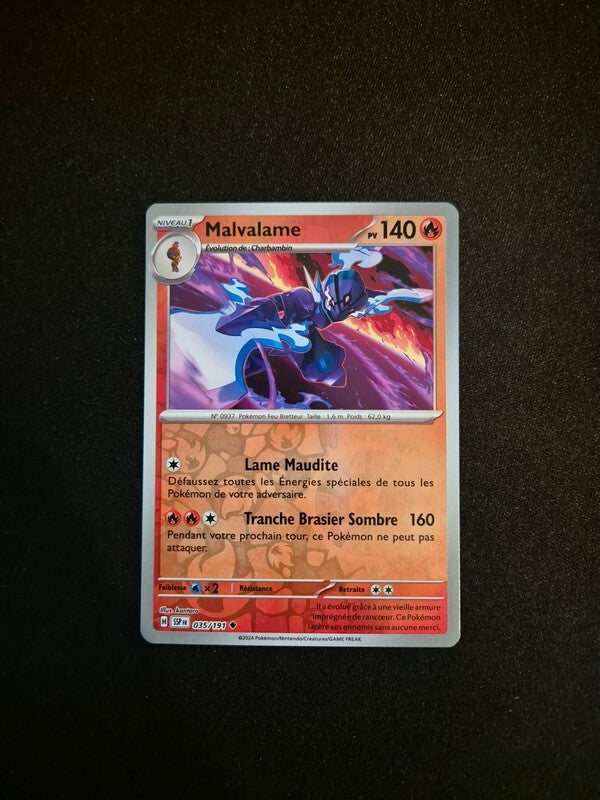 NIVEAU 1
Malvalame
PV 140
Évolution de : Charbambin
N° 0937 Pokémon Feu Bretteur Taille : 1,6 m Poids : 62,0 kg
Lame Maudite
Défaussez toutes les Énergies spéciales de tous les
Pokémon de votre adversaire.
Tranche Brasier Sombre 160
Pendant votre prochain tour, ce Pokémon ne peut pas
attaquer.
Faiblesse ×2 Résistance Retraite
Illus. kantaro
Il a évolué grâce à une vieille armure
imprégnée de rancœur. Ce Pokémon
lacère ses ennemis sans aucune merci.
H SSP FR 035/191
©2024 Pokémon/Nintendo/Creatures/GAME FREAK